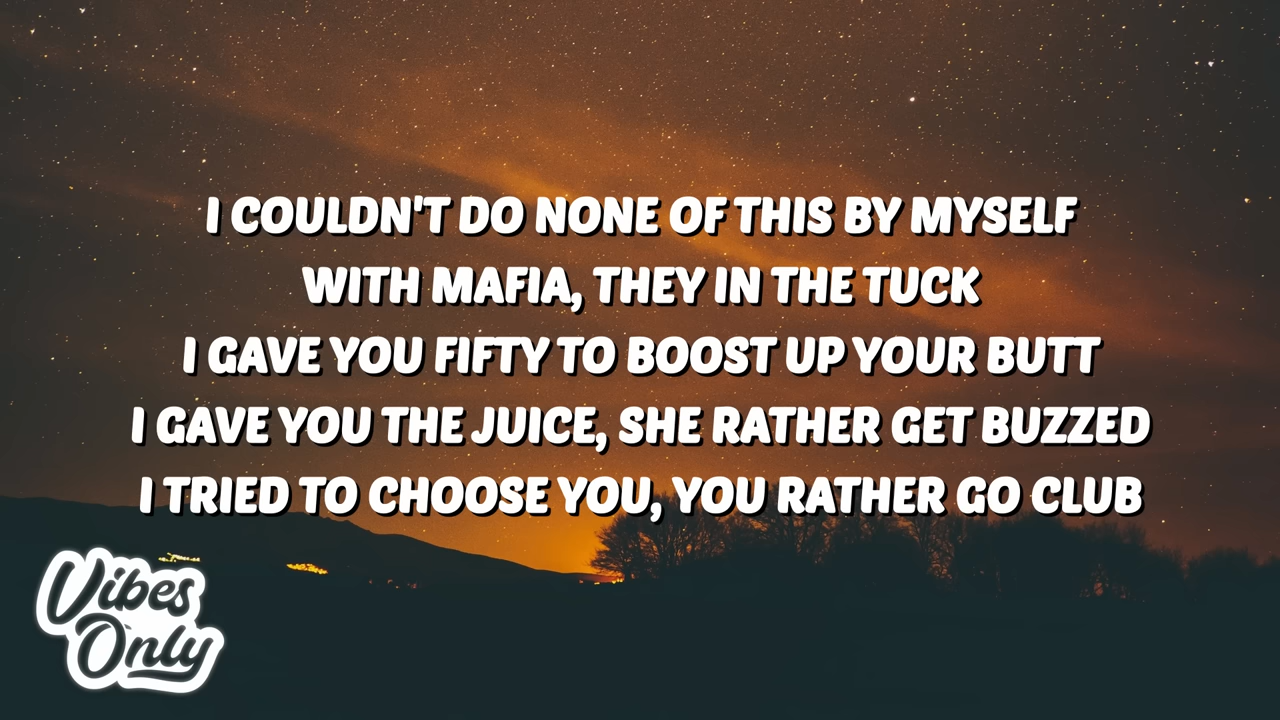 I COULDN'T DO NONE OF THIS BY MYSELF
WITH MAFIA, THEY IN THE TUCK
I GAVE YOU FIFTY TO BOOST UP YOUR BUTT
I GAVE YOU THE JUICE, SHE RATHER GET BUZZED
I TRIED TO CHOOSE YOU, YOU RATHER GO CLUB
Vibes
Only